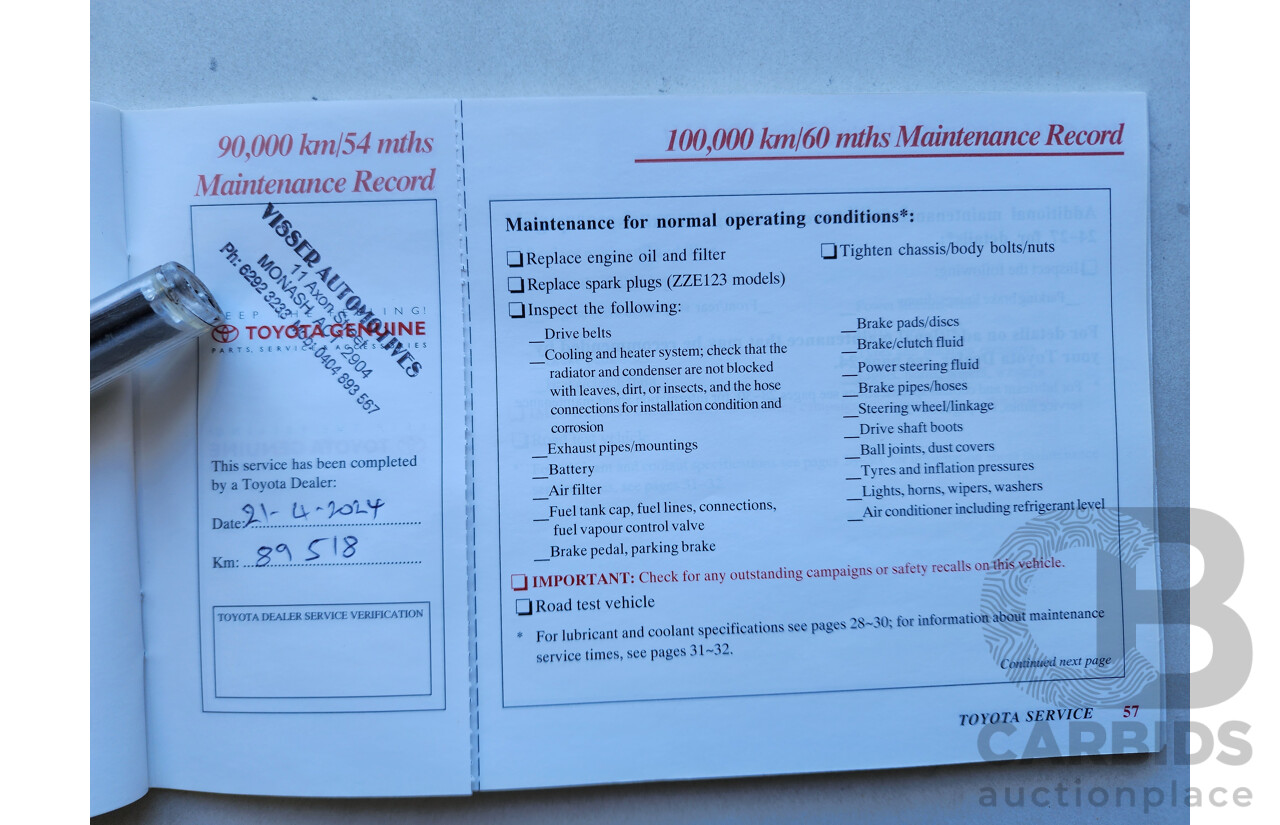 90,000 km/54 mths
Maintenance Record
VISSER AUTOMOTIVES
11 Axon Street
MONASH, ACT 2904
Ph: 6292 3233 Mob: 0404 893 567
TOYOTA GENUINE
PARTS, SERVICE & ACCESSORIES
This service has been completed
by a Toyota Dealer:
Date: 21-4-2024
Km: 89 518
TOYOTA DEALER SERVICE VERIFICATION
100,000 km/60 mths Maintenance Record
Maintenance for normal operating conditions*:
Replace engine oil and filter
Replace spark plugs (ZZE123 models)
Inspect the following:
Drive belts
Cooling and heater system; check that the
radiator and condenser are not blocked
with leaves, dirt, or insects, and the hose
connections for installation condition and
corrosion
Exhaust pipes/mountings
Battery
Air filter
Fuel tank cap, fuel lines, connections,
fuel vapour control valve
Brake pedal, parking brake
Tighten chassis/body bolts/nuts
Brake pads/discs
Brake/clutch fluid
Power steering fluid
Brake pipes/hoses
Steering wheel/linkage
Drive shaft boots
Ball joints, dust covers
Tyres and inflation pressures
Lights, horns, wipers, washers
Air conditioner including refrigerant level
IMPORTANT: Check for any outstanding campaigns or safety recalls on this vehicle.
Road test vehicle
* For lubricant and coolant specifications see pages 28~30; for information about maintenance
service times, see pages 31~32.
Continued next page
TOYOTA SERVICE 57
CARBIDS
auctionplace